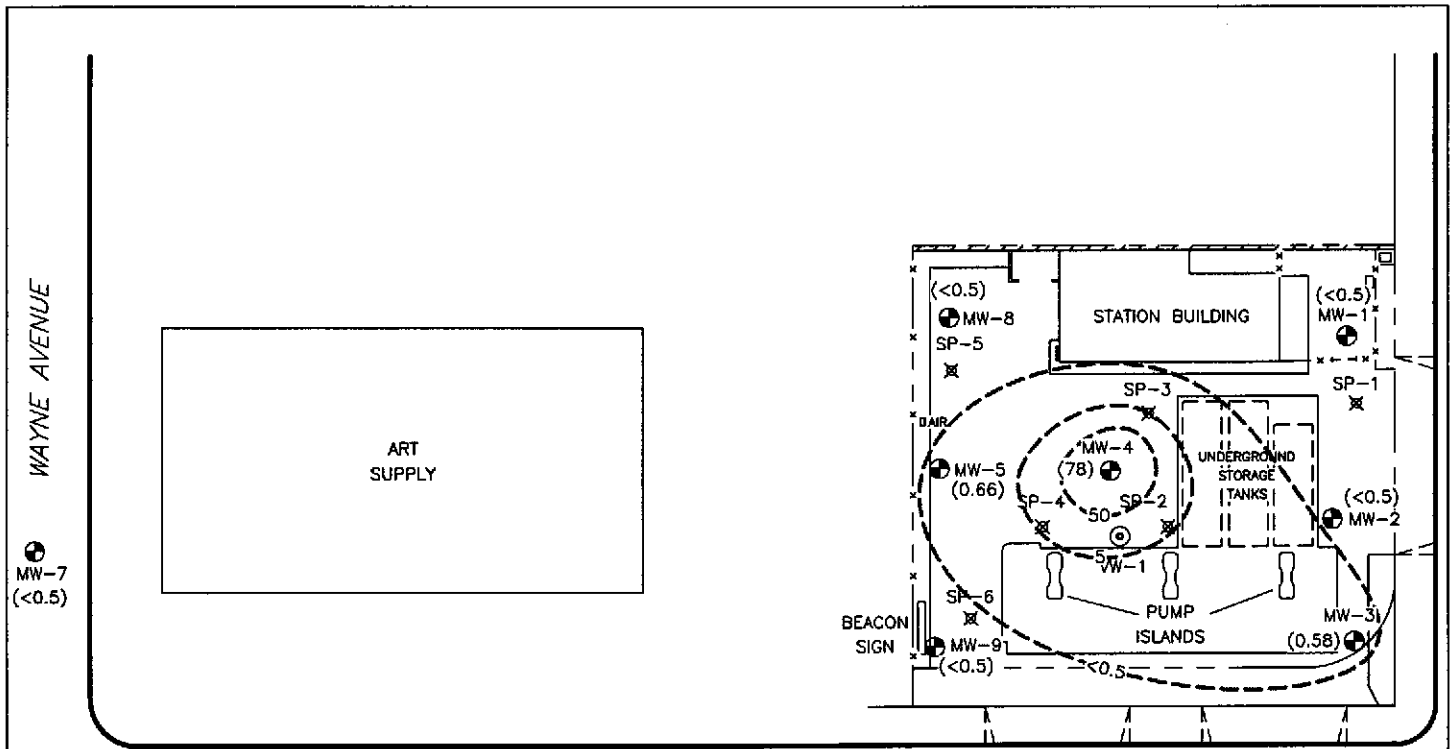 WAYNE AVENUE
MW-7
(<0.5)
ART
SUPPLY
(<0.5)
MW-8
SP-5
STATION BUILDING
(<0.5)
MW-1
SP-1
SP-3
AIR
MW-5
(0.66)
MW-4
(78)
50
SP-4
SP-2
5
VW-1
UNDERGROUND
STORAGE
TANKS
(<0.5)
MW-2
SP-6
BEACON
SIGN
MW-9
(<0.5)
PUMP
ISLANDS
MW-3
(0.58)
<0.5